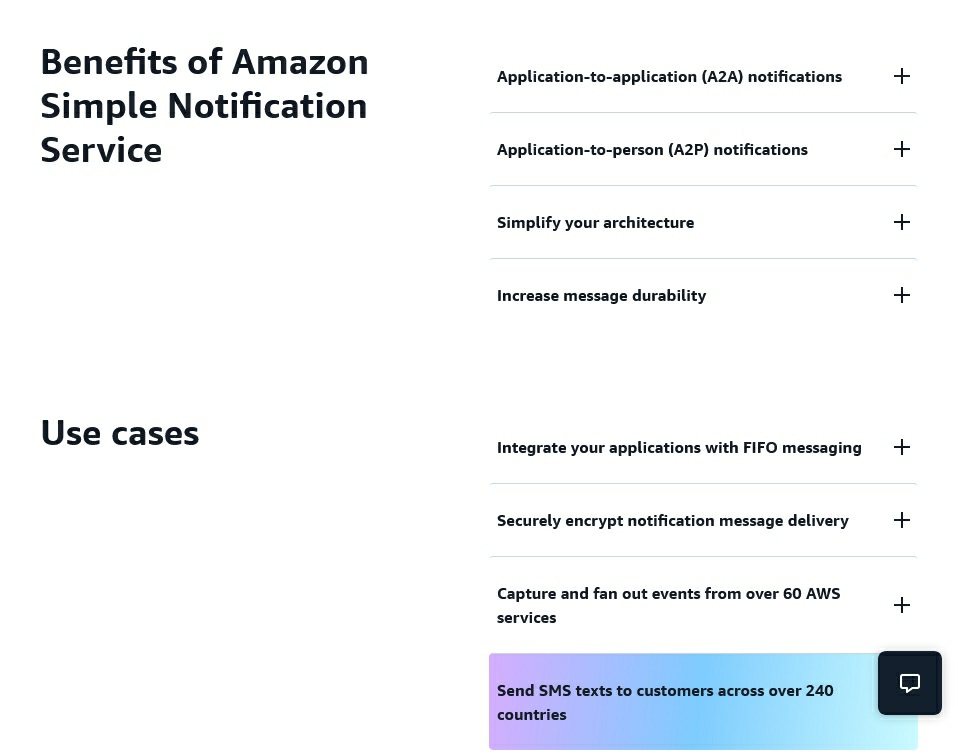 Benefits of Amazon
Simple Notification
Service
Application-to-application (A2A) notifications
Application-to-person (A2P) notifications
Simplify your architecture
Increase message durability
Use cases
Integrate your applications with FIFO messaging
Securely encrypt notification message delivery
Capture and fan out events from over 60 AWS
services
Send SMS texts to customers across over 240
countries